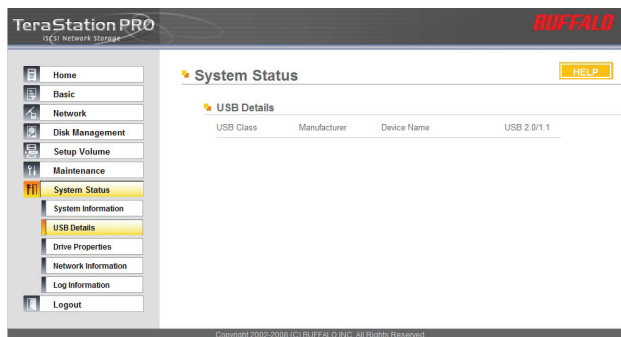 TeraStation PRO
iSCSI Network Storage
BUFFALO
Home
Basic
Network
Disk Management
Setup Volume
Maintenance
System Status
System Information
USB Details
Drive Properties
Network Information
Log Information
Logout
System Status
HELP
USB Details
USB Class Manufacturer Device Name USB 2.0/1.1
Copyright 2002-2008 (C) BUFFALO INC. All Rights Reserved.